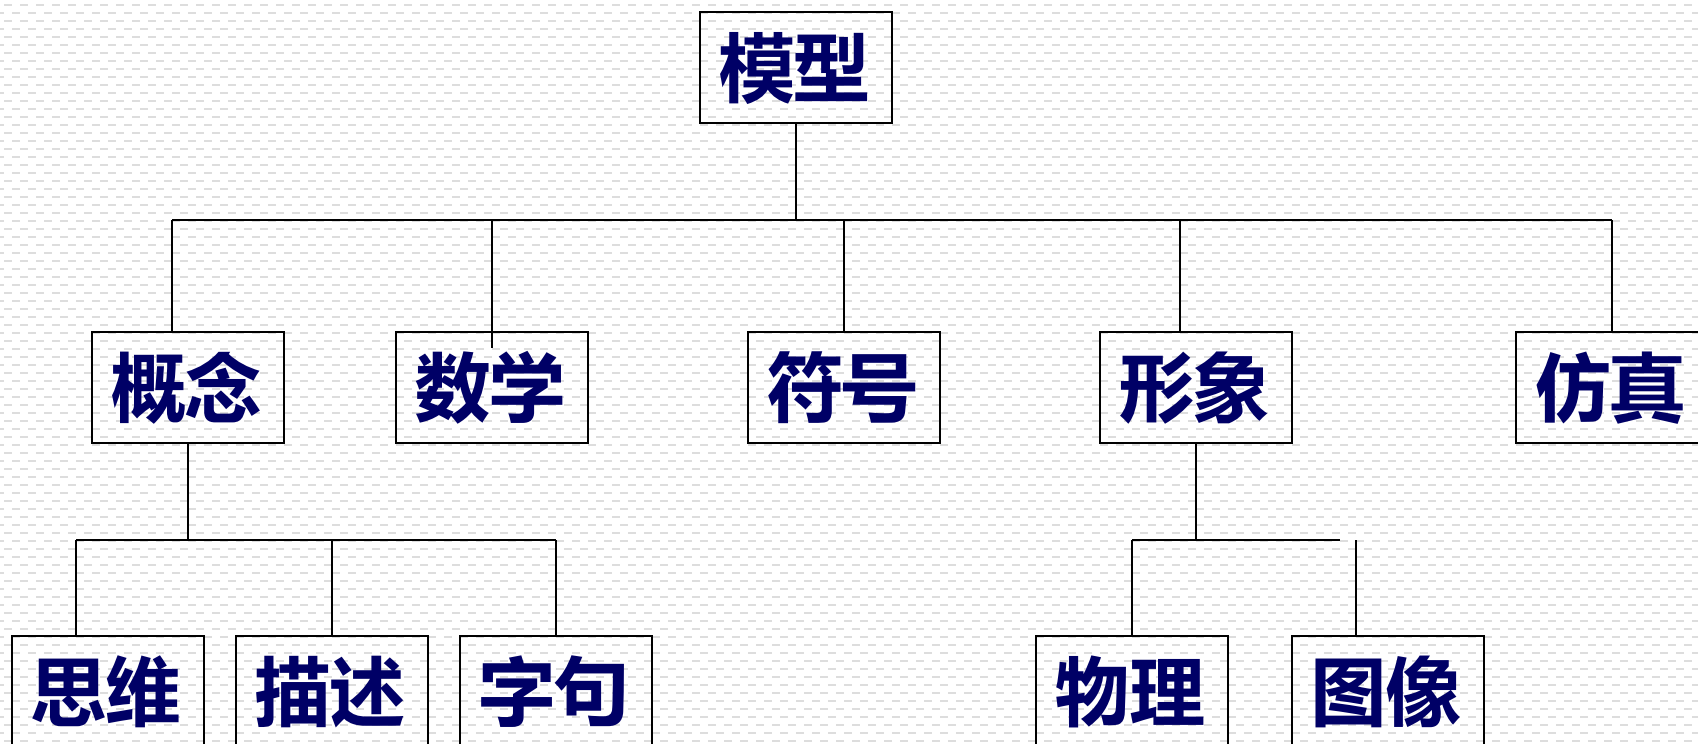 模型
概念
数学
符号
形象
仿真
思维
描述
字句
物理
图像